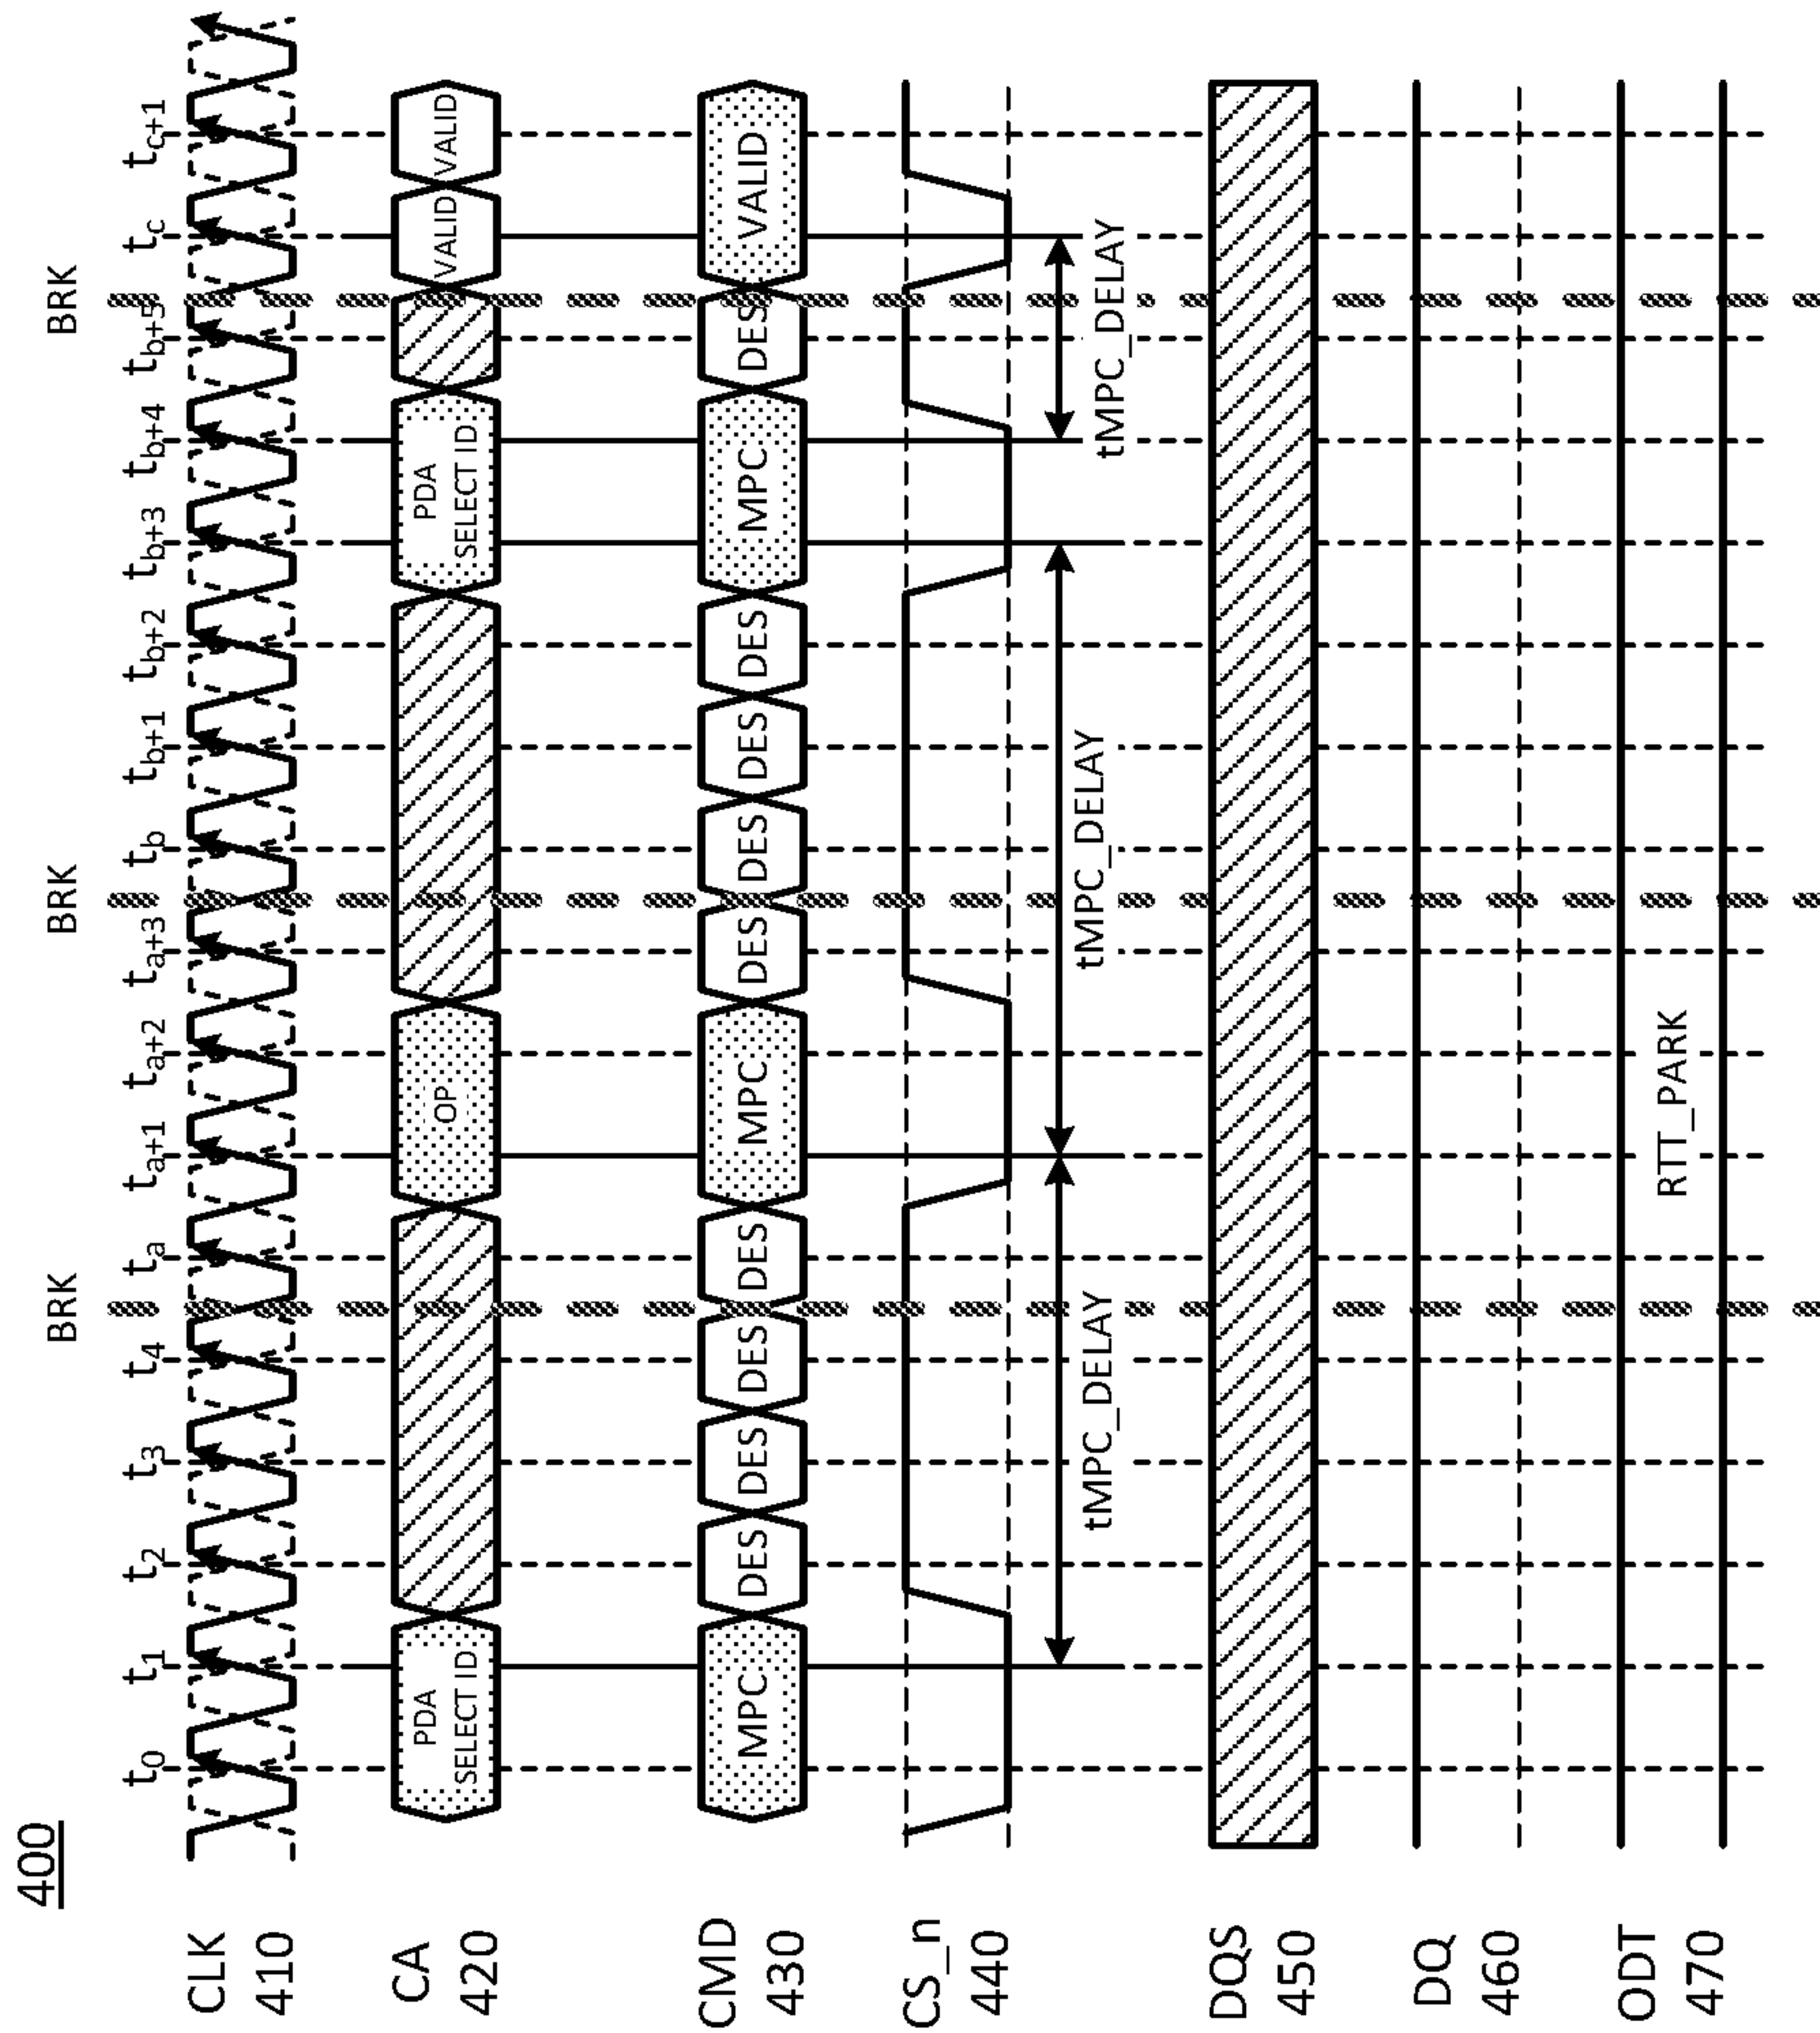 400
BRK BRK BRK
t0 t1 t2 t3 t4 ta ta+1 ta+2 ta+3 tb tb+1 tb+2 tb+3 tb+4 tb+5 tc tc+1
CLK
410
CA
420
PDA
SELECT ID
OP
PDA
SELECT ID
VALID VALID
CMD
430
MPC DES DES DES DES MPC DES DES DES DES MPC DES VALID
CS_n
440
tMPC_DELAY
tMPC_DELAY
tMPC_DELAY
DQS
450
DQ
460
ODT
470
RTT_PARK